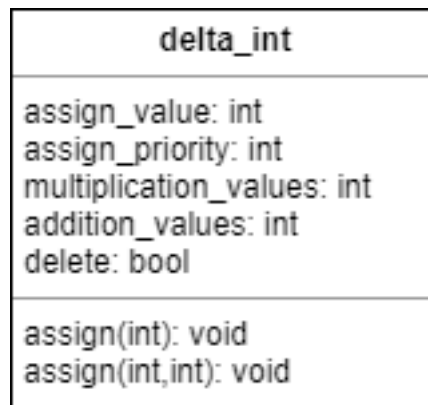 delta_int
assign_value: int
assign_priority: int
multiplication_values: int
addition_values: int
delete: bool
assign(int): void
assign(int,int): void